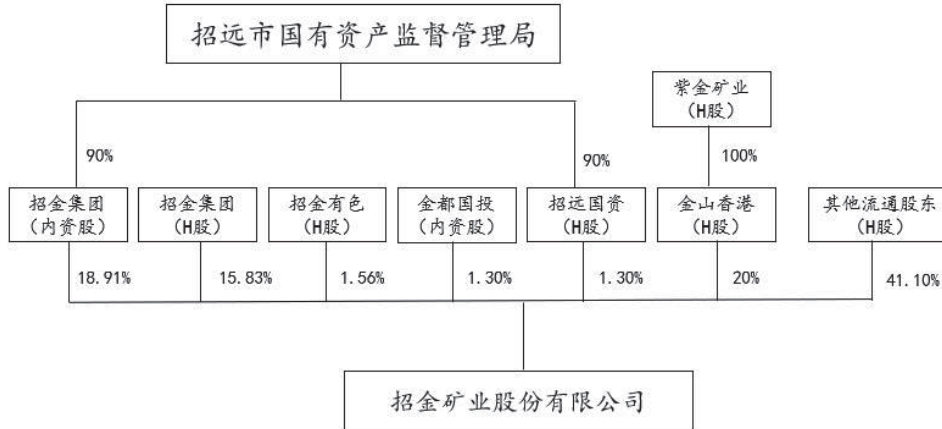 招远市国有资产监督管理局
紫金矿业
（H股）
90%
90%
100%
招金集团
（内资股）
招金集团
（H股）
招金有色
（H股）
金都国投
（内资股）
招远国资
（H股）
金山香港
（H股）
其他流通股东
（H股）
18.91%
15.83%
1.56%
1.30%
1.30%
20%
41.10%
招金矿业股份有限公司